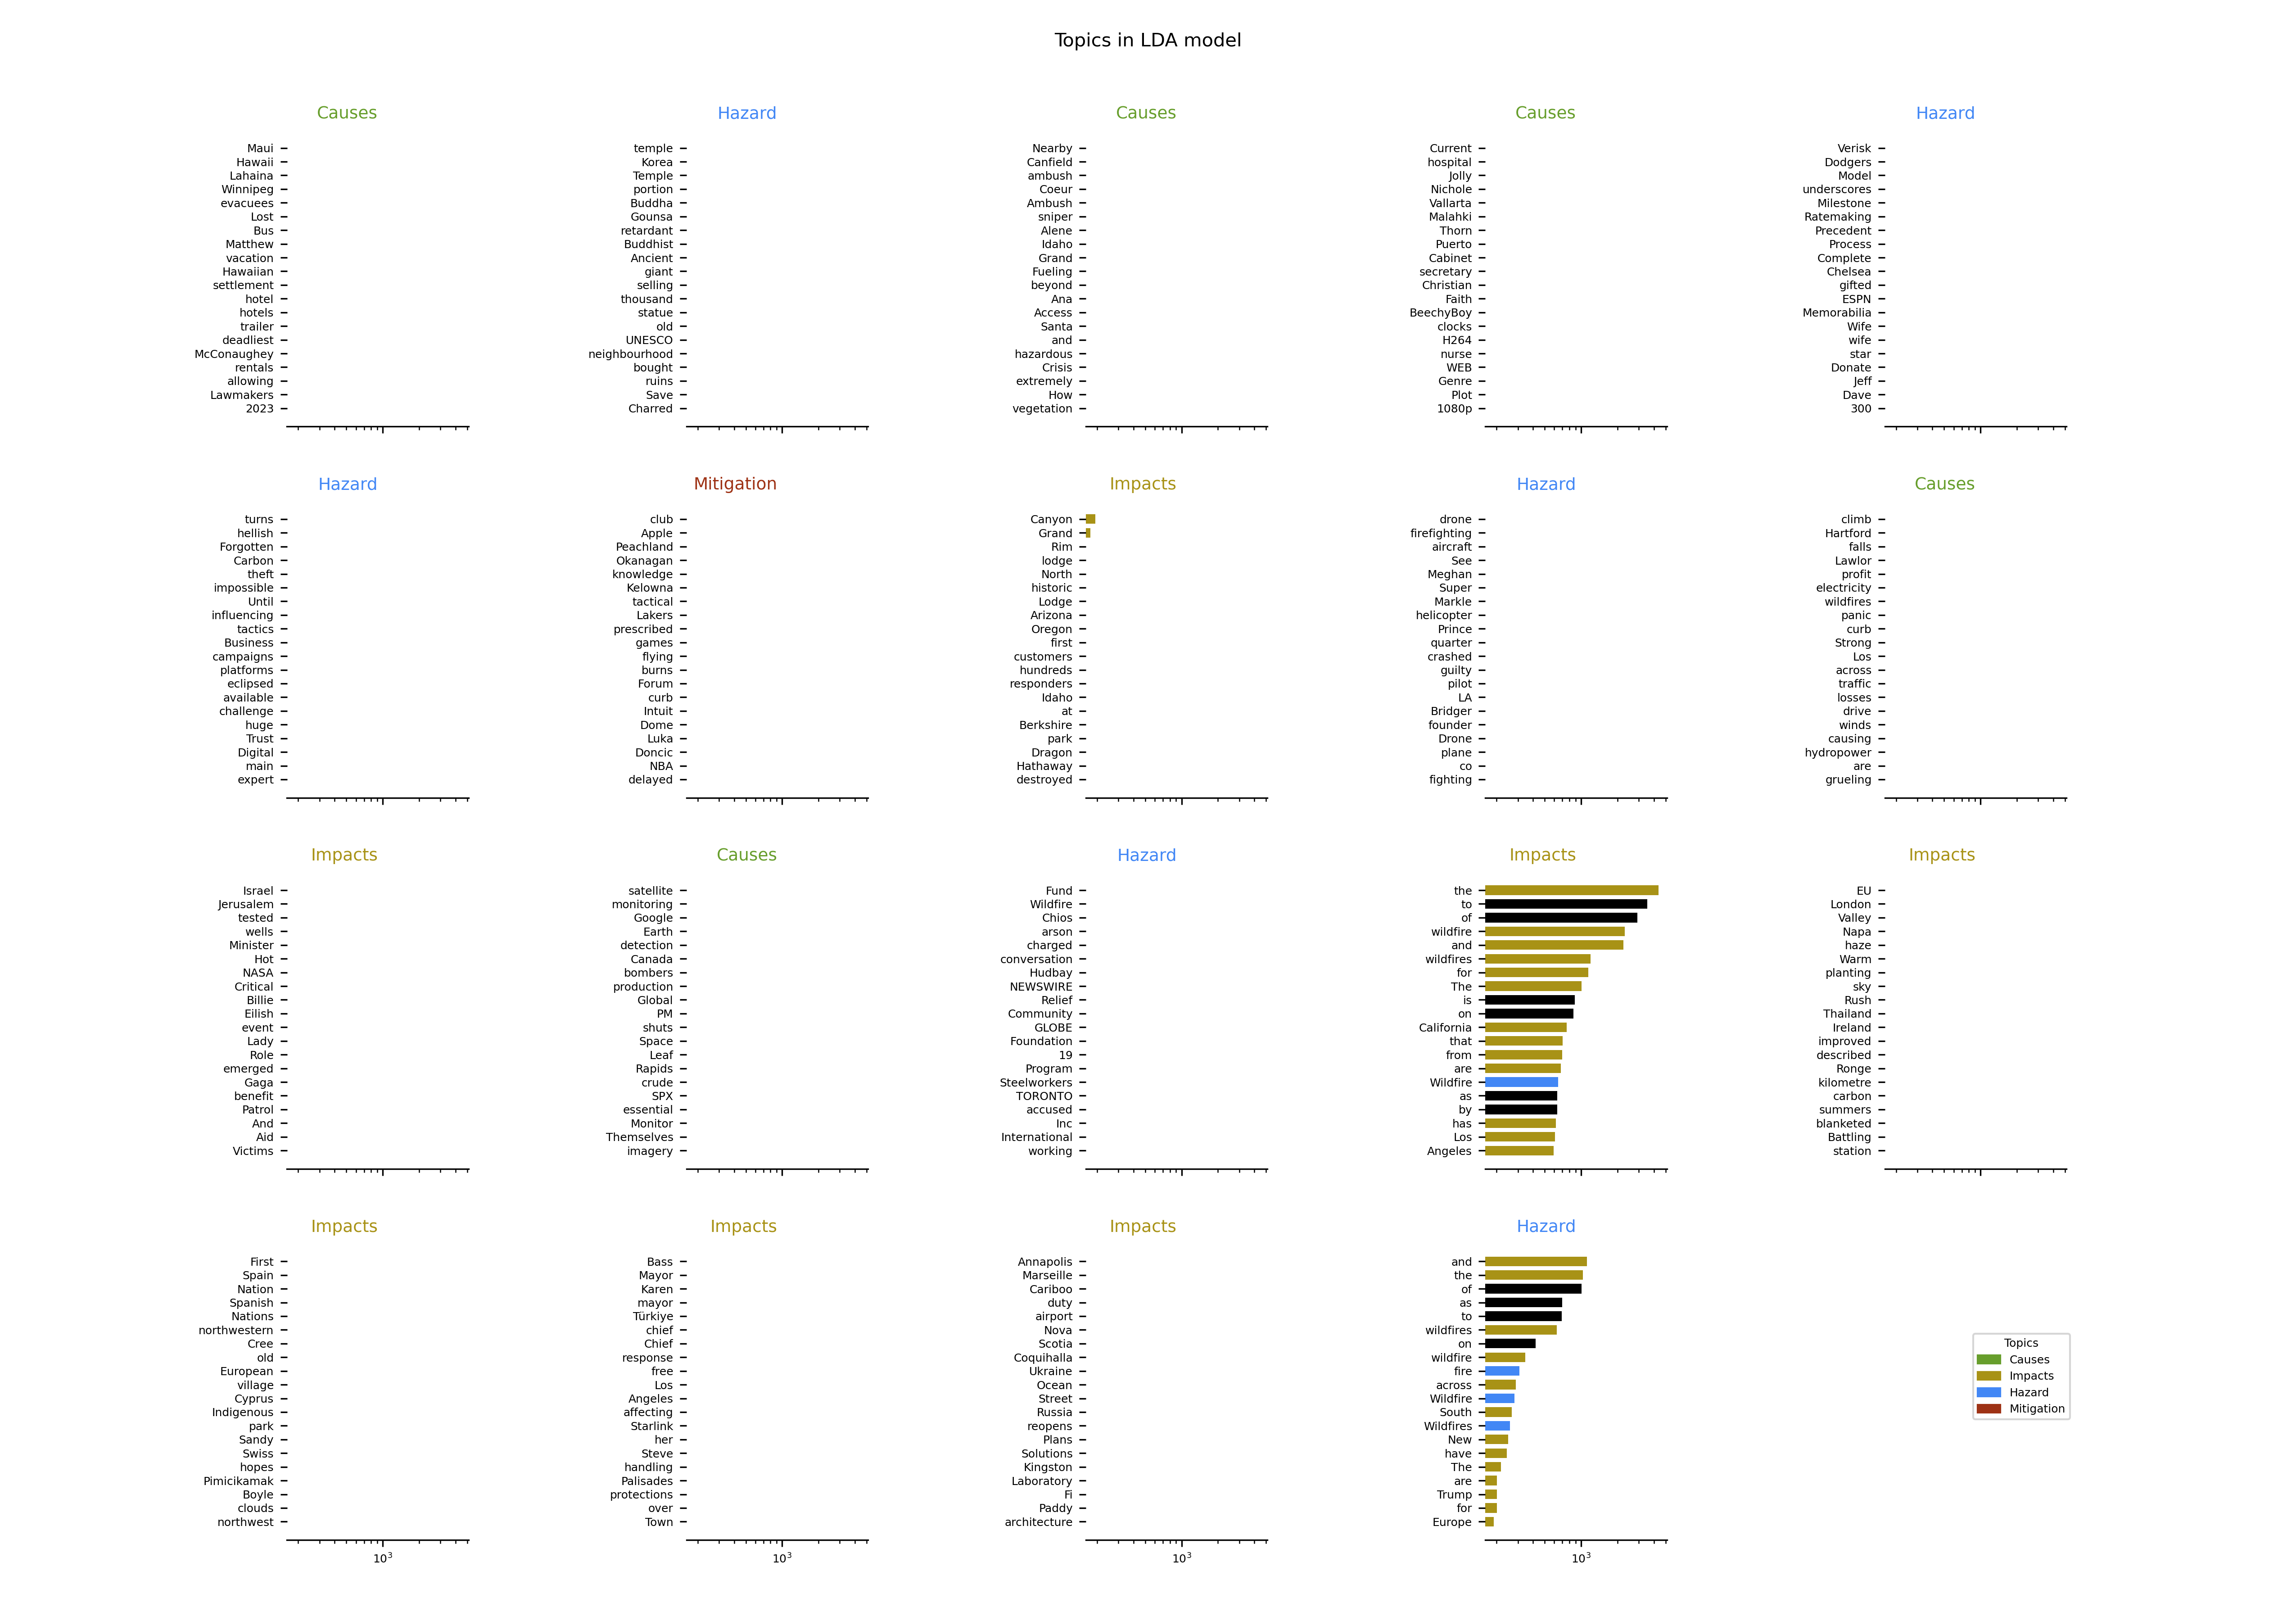 Topics in LDA model
Causes
Maui
Hawaii
Lahaina
Winnipeg
evacuees
Lost
Bus
Matthew
vacation
Hawaiian
settlement
hotel
hotels
trailer
deadliest
McConaughey
rentals
allowing
Lawmakers
2023
Hazard
temple
Korea
Temple
portion
Buddha
Gounsa
retardant
Buddhist
Ancient
giant
selling
thousand
statue
old
UNESCO
neighbourhood
bought
ruins
Save
Charred
Causes
Nearby
Canfield
ambush
Coeur
Ambush
sniper
Alene
Idaho
Grand
Fueling
beyond
Ana
Access
Santa
and
hazardous
Crisis
extremely
How
vegetation
Causes
Current
hospital
Jolly
Nichole
Vallarta
Malahki
Thorn
Puerto
Cabinet
secretary
Christian
Faith
BeechyBoy
clocks
H264
nurse
WEB
Genre
Plot
1080p
Hazard
Verisk
Dodgers
Model
underscores
Milestone
Ratemaking
Precedent
Process
Complete
Chelsea
gifted
ESPN
Memorabilia
Wife
wife
star
Donate
Jeff
Dave
300
Hazard
turns
hellish
Forgotten
Carbon
theft
impossible
Until
influencing
tactics
Business
campaigns
platforms
eclipsed
available
challenge
huge
Trust
Digital
main
expert
Mitigation
club
Apple
Peachland
Okanagan
knowledge
Kelowna
tactical
Lakers
prescribed
games
flying
burns
Forum
curb
Intuit
Dome
Luka
Doncic
NBA
delayed
Impacts
Canyon
Grand
Rim
lodge
North
historic
Lodge
Arizona
Oregon
first
customers
hundreds
responders
Idaho
at
Berkshire
park
Dragon
Hathaway
destroyed
Hazard
drone
firefighting
aircraft
See
Meghan
Super
Markle
helicopter
Prince
quarter
crashed
guilty
pilot
LA
Bridger
founder
Drone
plane
co
fighting
Causes
climb
Hartford
falls
Lawlor
profit
electricity
wildfires
panic
curb
Strong
Los
across
traffic
losses
drive
winds
causing
hydropower
are
grueling
Impacts
Israel
Jerusalem
tested
wells
Minister
Hot
NASA
Critical
Billie
Eilish
event
Lady
Role
emerged
Gaga
benefit
Patrol
And
Aid
Victims
Causes
satellite
monitoring
Google
Earth
detection
Canada
bombers
production
Global
PM
shuts
Space
Leaf
Rapids
crude
SPX
essential
Monitor
Themselves
imagery
Hazard
Fund
Wildfire
Chios
arson
charged
conversation
Hudbay
NEWSWIRE
Relief
Community
GLOBE
Foundation
19
Program
Steelworkers
TORONTO
accused
Inc
International
working
Impacts
the
to
of
wildfire
and
wildfires
for
The
is
on
California
that
from
are
Wildfire
as
by
has
Los
Angeles
Impacts
EU
London
Valley
Napa
haze
Warm
planting
sky
Rush
Thailand
Ireland
improved
described
Ronge
kilometre
carbon
summers
blanketed
Battling
station
Impacts
First
Spain
Nation
Spanish
Nations
northwestern
Cree
old
European
village
Cyprus
Indigenous
park
Sandy
Swiss
hopes
Pimicikamak
Boyle
clouds
northwest
10³
Impacts
Bass
Mayor
Karen
mayor
Türkiye
chief
Chief
response
free
Los
Angeles
affecting
Starlink
her
Steve
handling
Palisades
protections
over
Town
10³
Impacts
Annapolis
Marseille
Cariboo
duty
airport
Nova
Scotia
Coquihalla
Ukraine
Ocean
Street
Russia
reopens
Plans
Solutions
Kingston
Laboratory
Fi
Paddy
architecture
10³
Hazard
and
the
of
as
to
wildfires
on
wildfire
fire
across
Wildfire
South
Wildfires
New
have
The
are
Trump
for
Europe
10³
Topics
Causes
Impacts
Hazard
Mitigation